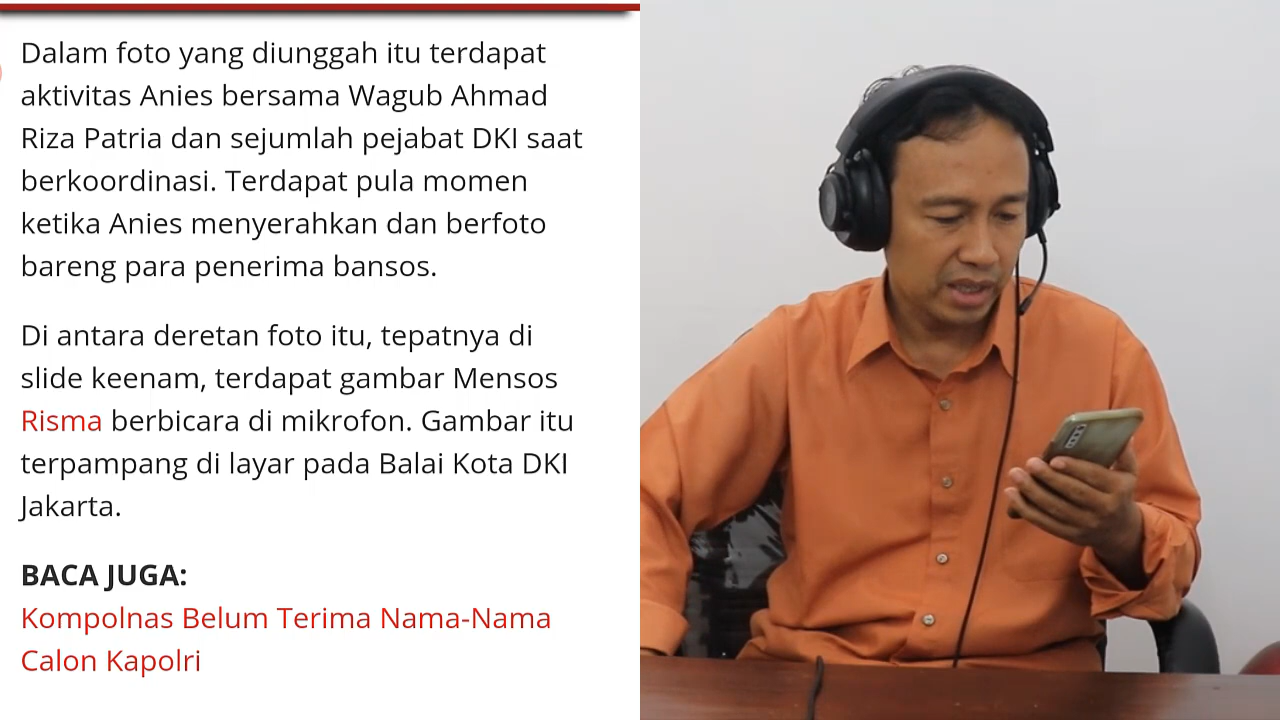 Dalam foto yang diunggah itu terdapat
aktivitas Anies bersama Wagub Ahmad
Riza Patria dan sejumlah pejabat DKI saat
berkoordinasi. Terdapat pula momen
ketika Anies menyerahkan dan berfoto
bareng para penerima bansos.
Di antara deretan foto itu, tepatnya di
slide keenam, terdapat gambar Mensos
Risma berbicara di mikrofon. Gambar itu
terpampang di layar pada Balai Kota DKI
Jakarta.
BACA JUGA:
Kompolnas Belum Terima Nama-Nama
Calon Kapolri